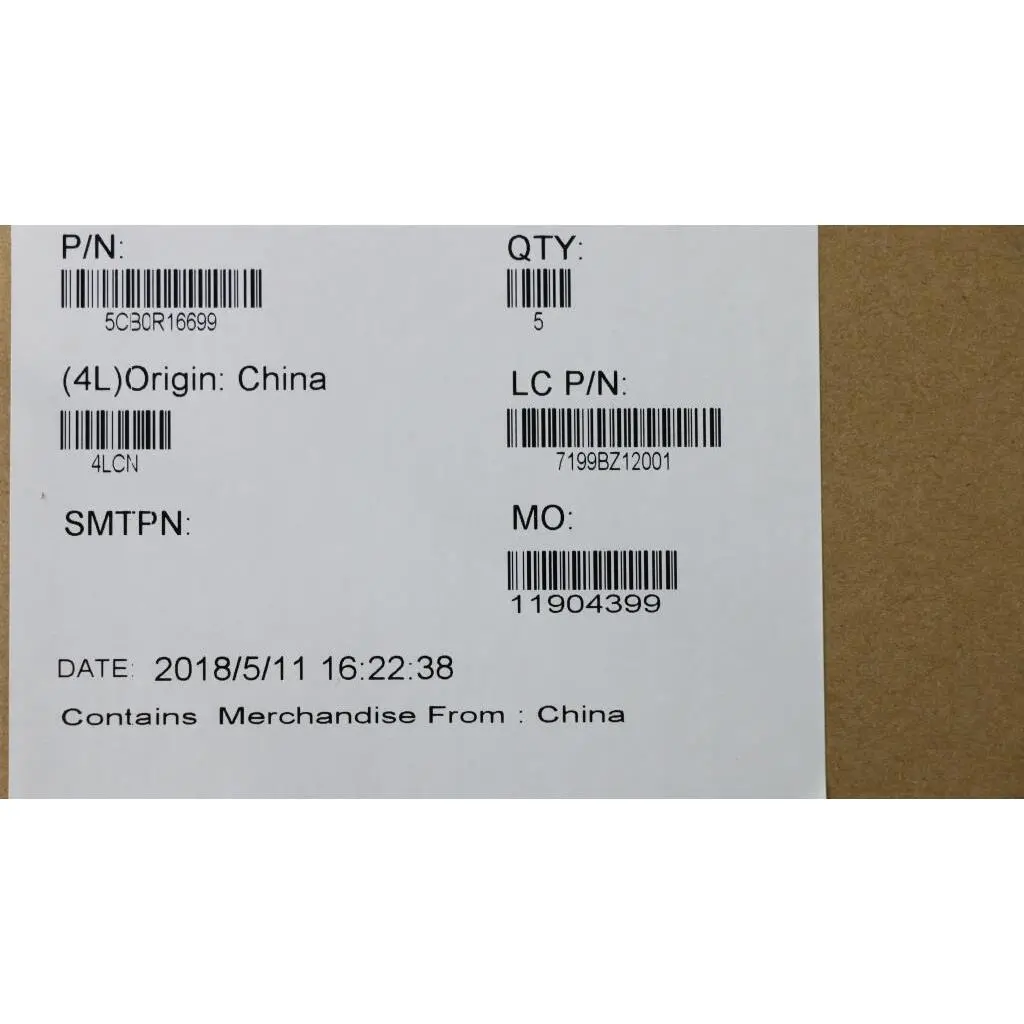 P/N:
5CB0R16699
QTY:
5
(4L)Origin: China
4LCN
LC P/N:
7199BZ12001
SMTPN:
MO:
11904399
DATE: 2018/5/11 16:22:38
Contains Merchandise From : China